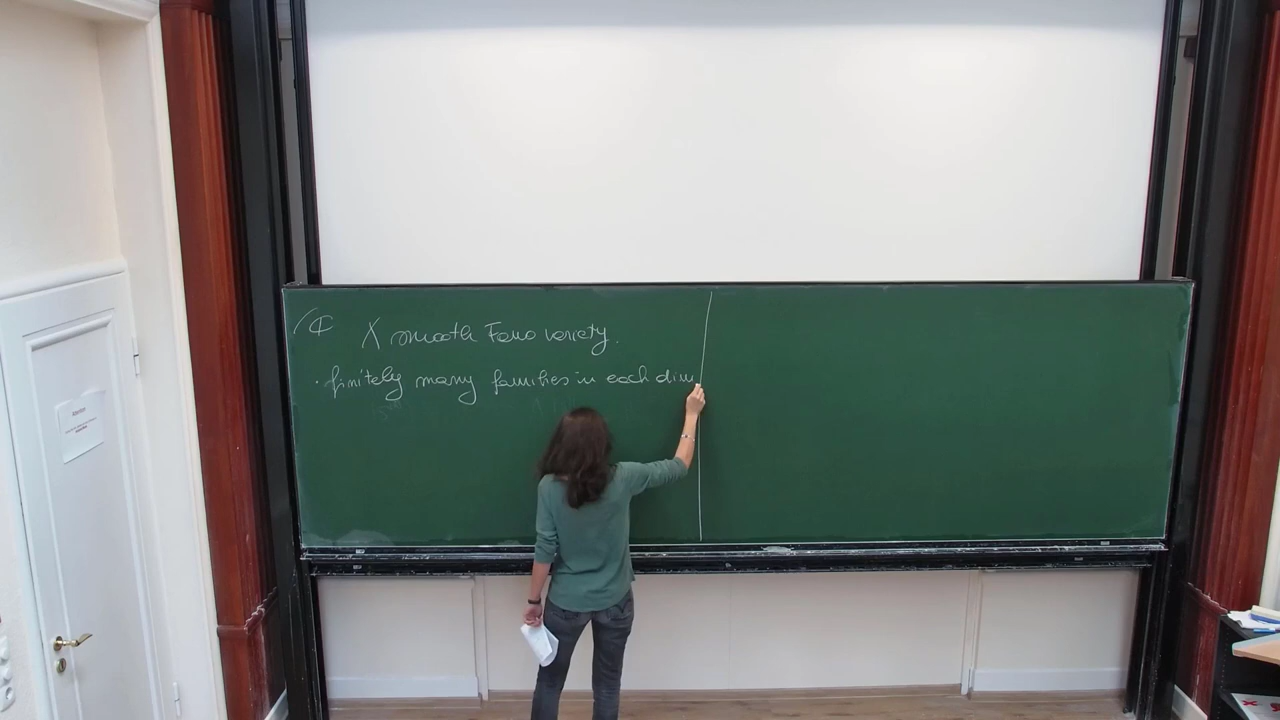 /ℂ X smooth Fano variety.
· finitely many families in each dim